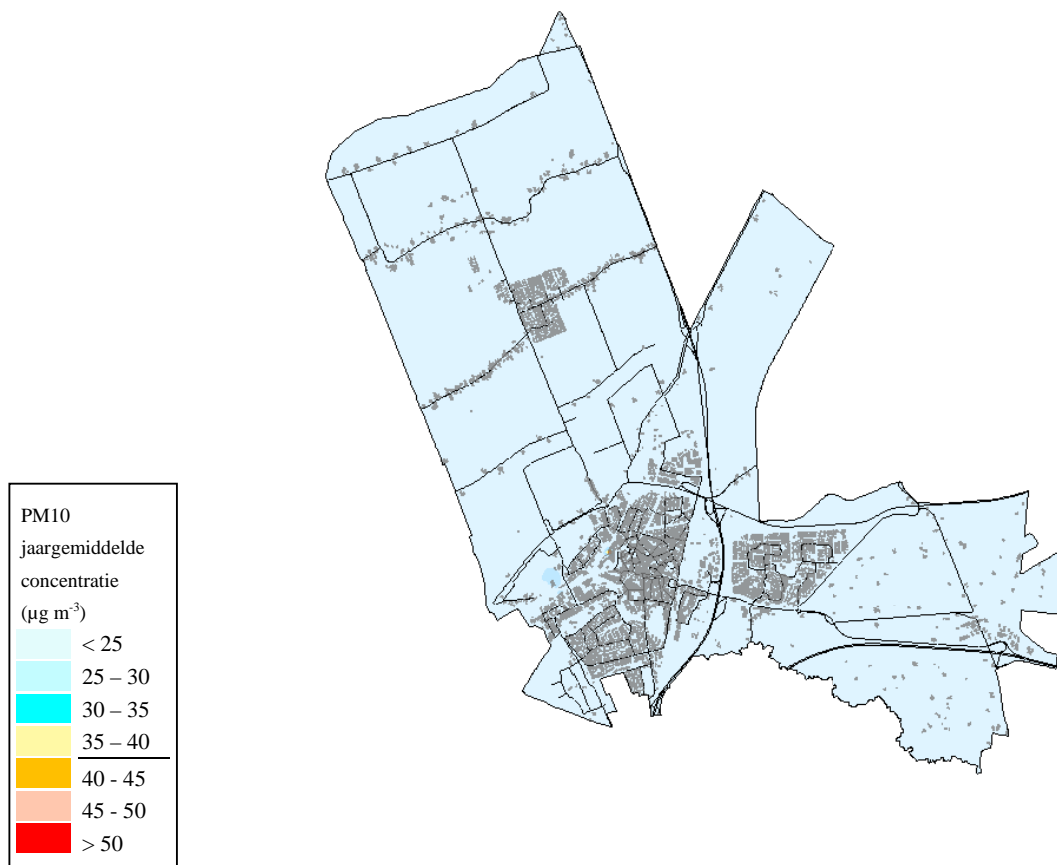 PM10
jaargemiddelde
concentratie
(µg m-3)
< 25
25 – 30
30 – 35
35 – 40
40 - 45
45 - 50
> 50